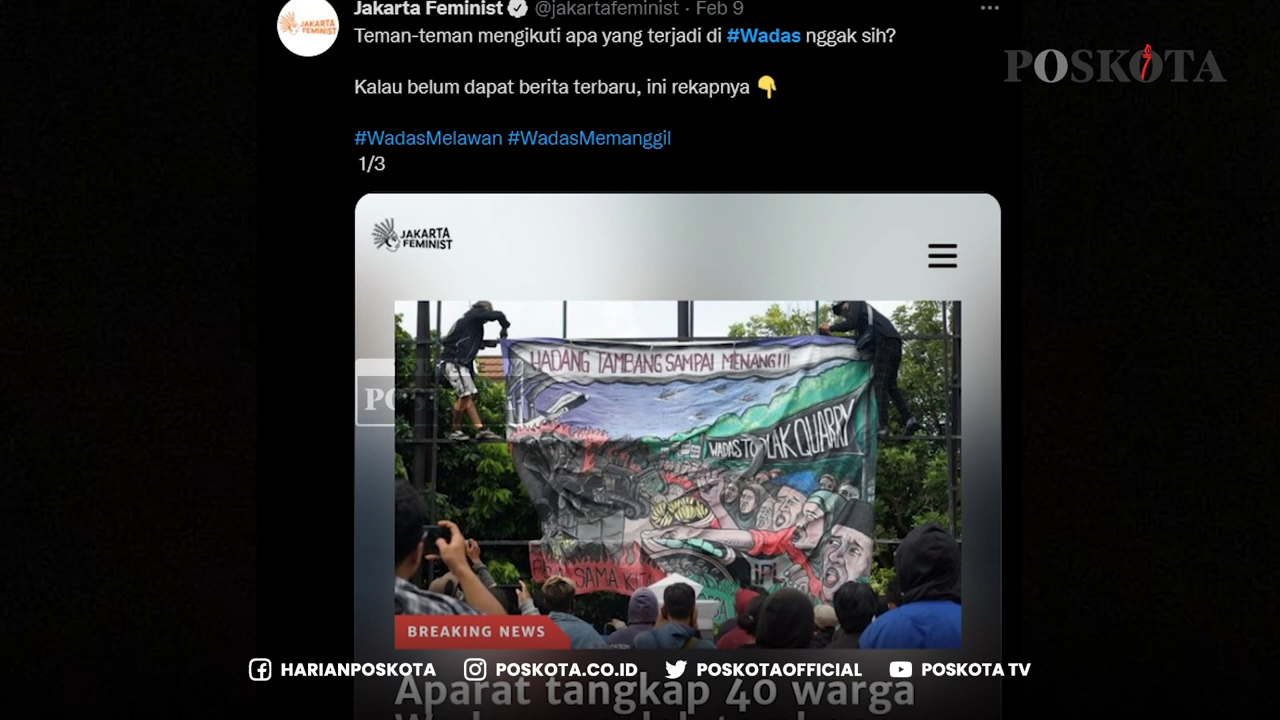 Jakarta Feminist @jakartafeminist · Feb 9
Teman-teman mengikuti apa yang terjadi di #Wadas nggak sih?
POSKOTA
Kalau belum dapat berita terbaru, ini rekapnya 👇
#WadasMelawan #WadasMemanggil
1/3
JAKARTA
FEMINIST
HADANG TAMBANG SAMPAI MENANG!!!
WADAS TOLAK QUARRY
SAMA KITA
BREAKING NEWS
HARIANPOSKOTA POSKOTA.CO.ID POSKOTAOFFICIAL POSKOTA TV
Aparat tangkap 40 warga